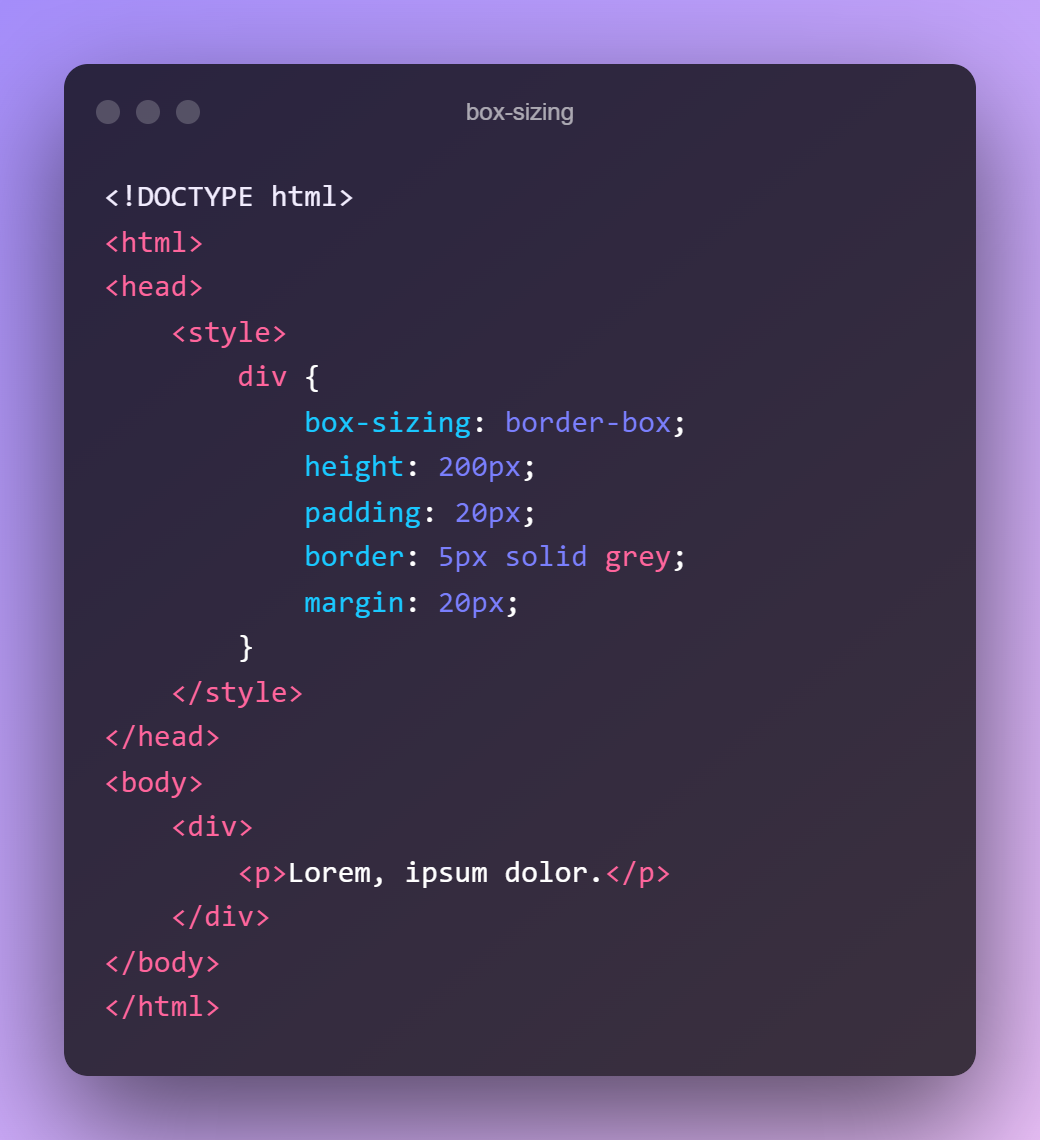 box-sizing
<!DOCTYPE html>
<html>
<head>
    <style>
        div {
            box-sizing: border-box;
            height: 200px;
            padding: 20px;
            border: 5px solid grey;
            margin: 20px;
        }
    </style>
</head>
<body>
    <div>
        <p>Lorem, ipsum dolor.</p>
    </div>
</body>
</html>